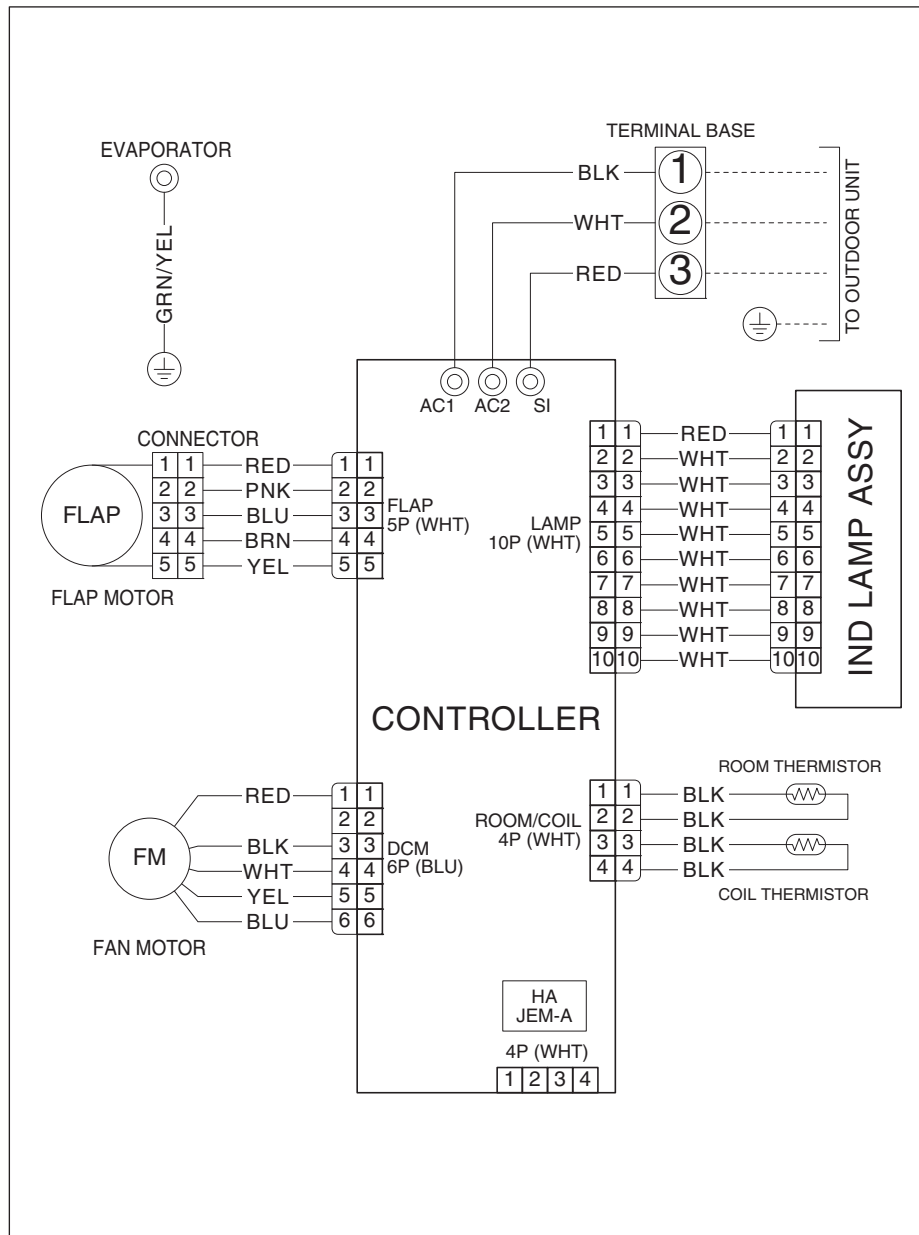 TERMINAL BASE
EVAPORATOR
BLK 1
WHT 2
RED 3
TO OUTDOOR UNIT
GRN/YEL
AC1 AC2 SI
CONNECTOR
1 1 RED 1 1
2 2 PNK 2 2
3 3 BLU 3 3
4 4 BRN 4 4
5 5 YEL 5 5
FLAP
FLAP MOTOR
FLAP
5P (WHT)
LAMP
10P (WHT)
1 1 RED 1 1
2 2 WHT 2 2
3 3 WHT 3 3
4 4 WHT 4 4
5 5 WHT 5 5
6 6 WHT 6 6
7 7 WHT 7 7
8 8 WHT 8 8
9 9 WHT 9 9
10 10 WHT 10 10
IND LAMP ASSY
CONTROLLER
RED 1 1
2 2
BLK 3 3
WHT 4 4
YEL 5 5
BLU 6 6
FM
FAN MOTOR
DCM
6P (BLU)
ROOM/COIL
4P (WHT)
1 1 BLK
2 2 BLK
3 3 BLK
4 4 BLK
ROOM THERMISTOR
COIL THERMISTOR
HA
JEM-A
4P (WHT)
1 2 3 4